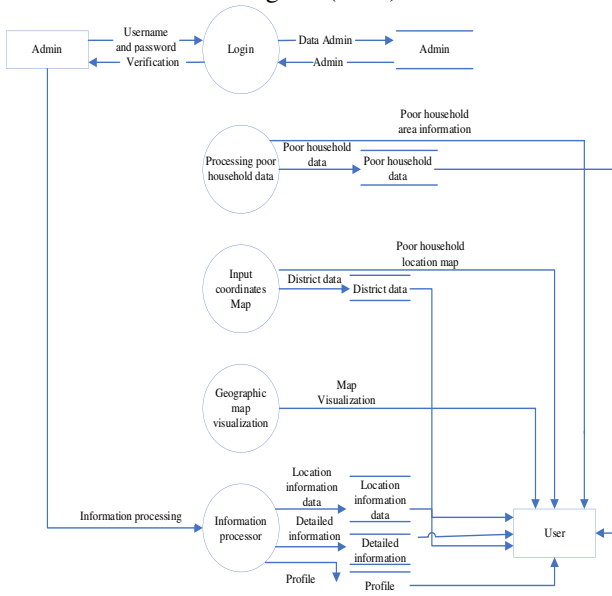 Admin
Username
and password
Verification
Login
Data Admin
Admin
Admin
Poor household
area information
Processing poor
household data
Poor household
data
Poor household
data
Poor household
location map
Input
coordinates
Map
District data
District data
Geographic
map
visualization
Map
Visualization
Information processing
Information
processor
Location
information
data
Location
information
data
Detailed
information
Detailed
information
Profile
Profile
User